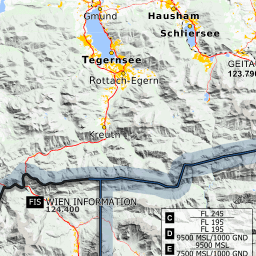 Gmund
Hausham
Schliersee
Tegernsee
GEITA
123.790
Rottach-Egern
Kreuth
FIS WIEN INFORMATION
124.400
C FL 245
FL 195
D FL 195
9500 MSL/1000 GND
E 9500 MSL
7500 MSL/1000 GND